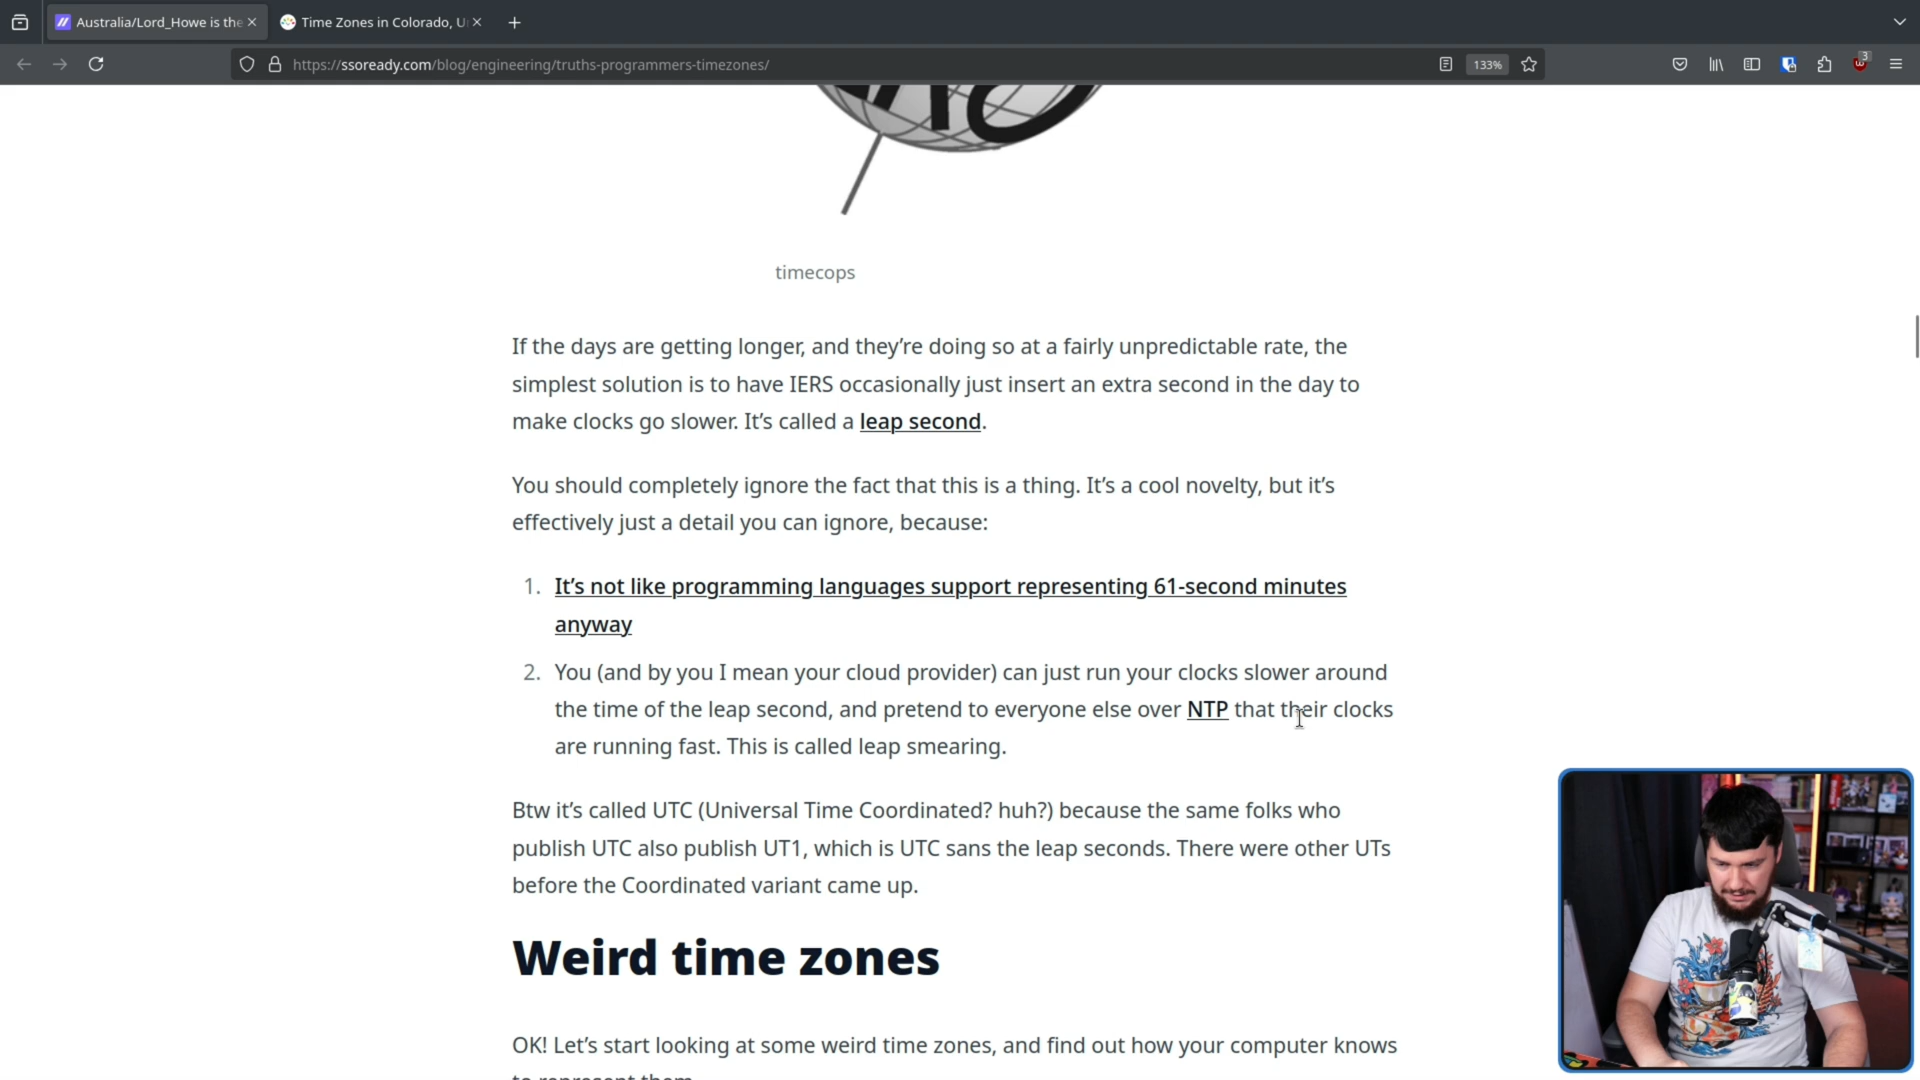 Australia/Lord_Howe is the
Time Zones in Colorado, U
https://ssoready.com/blog/engineering/truths-programmers-timezones/
133%
3
timecops
If the days are getting longer, and they’re doing so at a fairly unpredictable rate, the
simplest solution is to have IERS occasionally just insert an extra second in the day to
make clocks go slower. It’s called a leap second.
You should completely ignore the fact that this is a thing. It’s a cool novelty, but it’s
effectively just a detail you can ignore, because:
1. It’s not like programming languages support representing 61-second minutes
anyway
2. You (and by you I mean your cloud provider) can just run your clocks slower around
the time of the leap second, and pretend to everyone else over NTP that their clocks
are running fast. This is called leap smearing.
Btw it’s called UTC (Universal Time Coordinated? huh?) because the same folks who
publish UTC also publish UT1, which is UTC sans the leap seconds. There were other UTs
before the Coordinated variant came up.
Weird time zones
OK! Let’s start looking at some weird time zones, and find out how your computer knows
to represent them